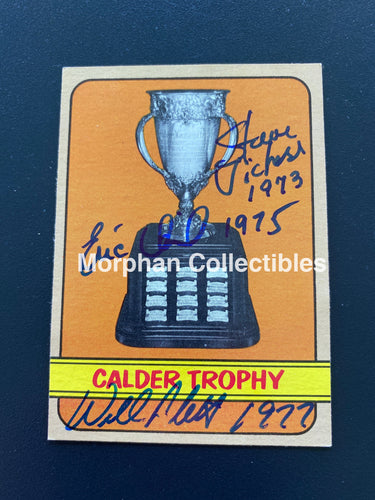 Steve
Vickers
1973
Eric Vail 1975
Morphan Collectibles
CALDER TROPHY
Willi Plett 1977